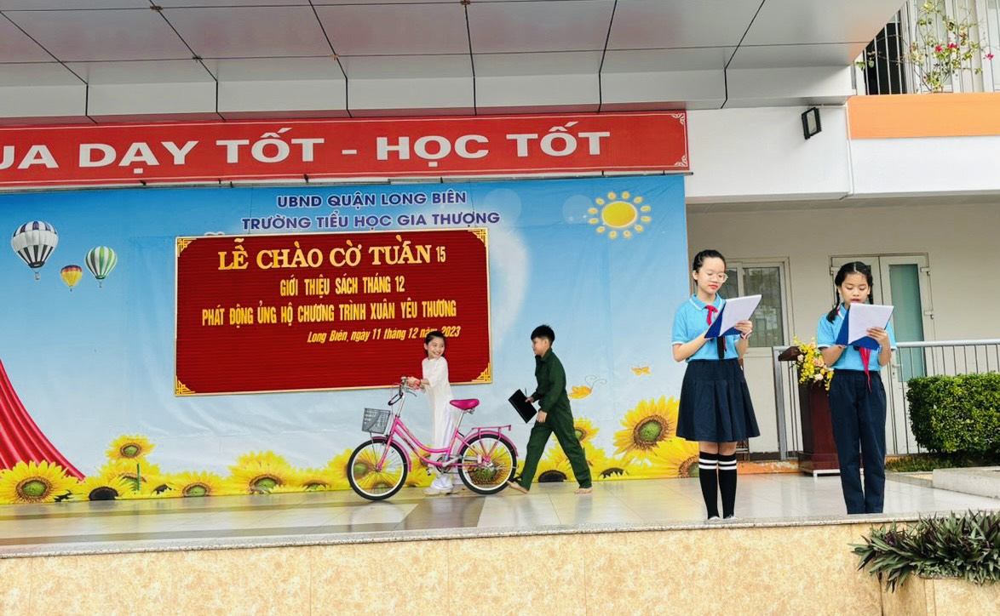 UA DẠY TỐT - HỌC TỐT
UBND QUẬN LONG BIÊN
TRƯỜNG TIỂU HỌC GIA THƯỢNG
LỄ CHÀO CỜ TUẦN 15
GIỚI THIỆU SÁCH THÁNG 12
PHÁT ĐỘNG ỦNG HỘ CHƯƠNG TRÌNH XUÂN YÊU THƯƠNG
Long Biên, ngày 11 tháng 12 năm 2023